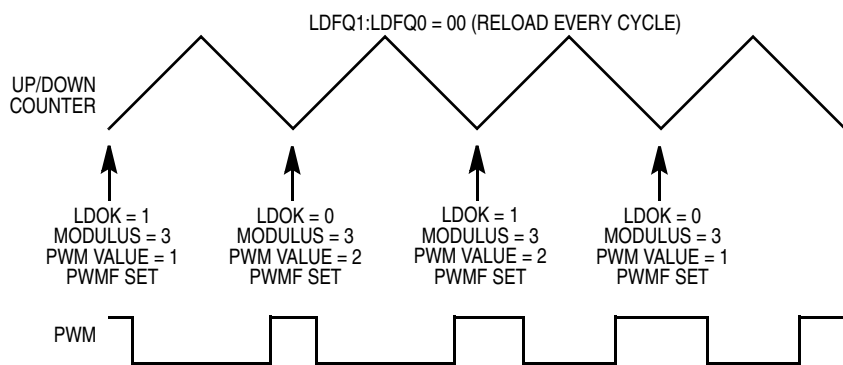 LDFQ1:LDFQ0 = 00 (RELOAD EVERY CYCLE)
UP/DOWN
COUNTER
LDOK = 1
MODULUS = 3
PWM VALUE = 1
PWMF SET
LDOK = 0
MODULUS = 3
PWM VALUE = 2
PWMF SET
LDOK = 1
MODULUS = 3
PWM VALUE = 2
PWMF SET
LDOK = 0
MODULUS = 3
PWM VALUE = 1
PWMF SET
PWM